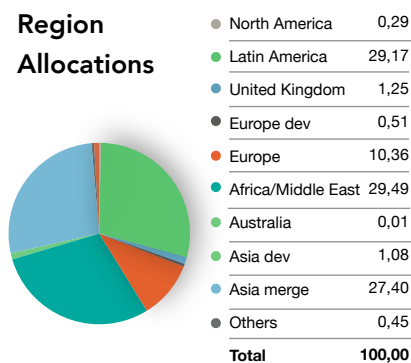 Region
Allocations
North America 0,29
Latin America 29,17
United Kingdom 1,25
Europe dev 0,51
Europe 10,36
Africa/Middle East 29,49
Australia 0,01
Asia dev 1,08
Asia merge 27,40
Others 0,45
Total 100,00